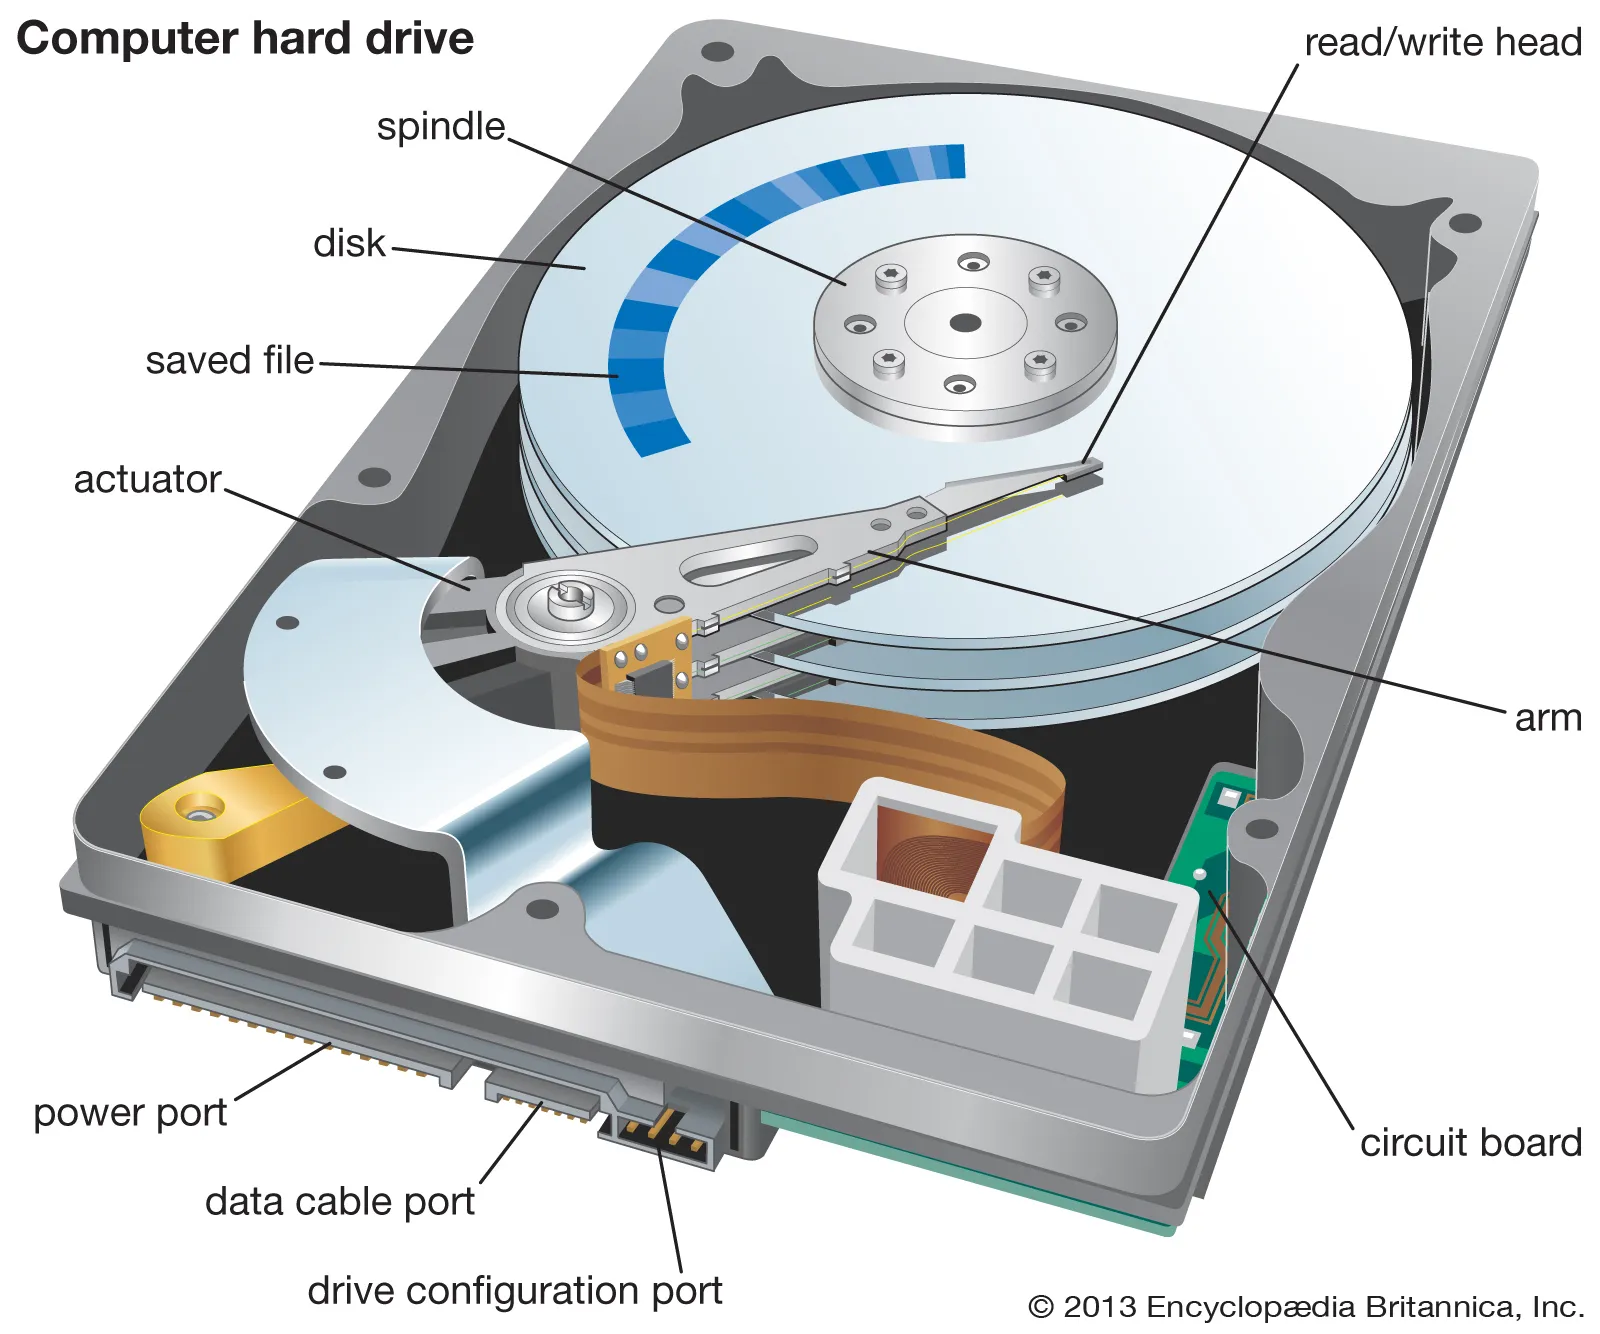 Computer hard drive
read/write head
spindle
disk
saved file
actuator
arm
power port
circuit board
data cable port
drive configuration port
© 2013 Encyclopædia Britannica, Inc.